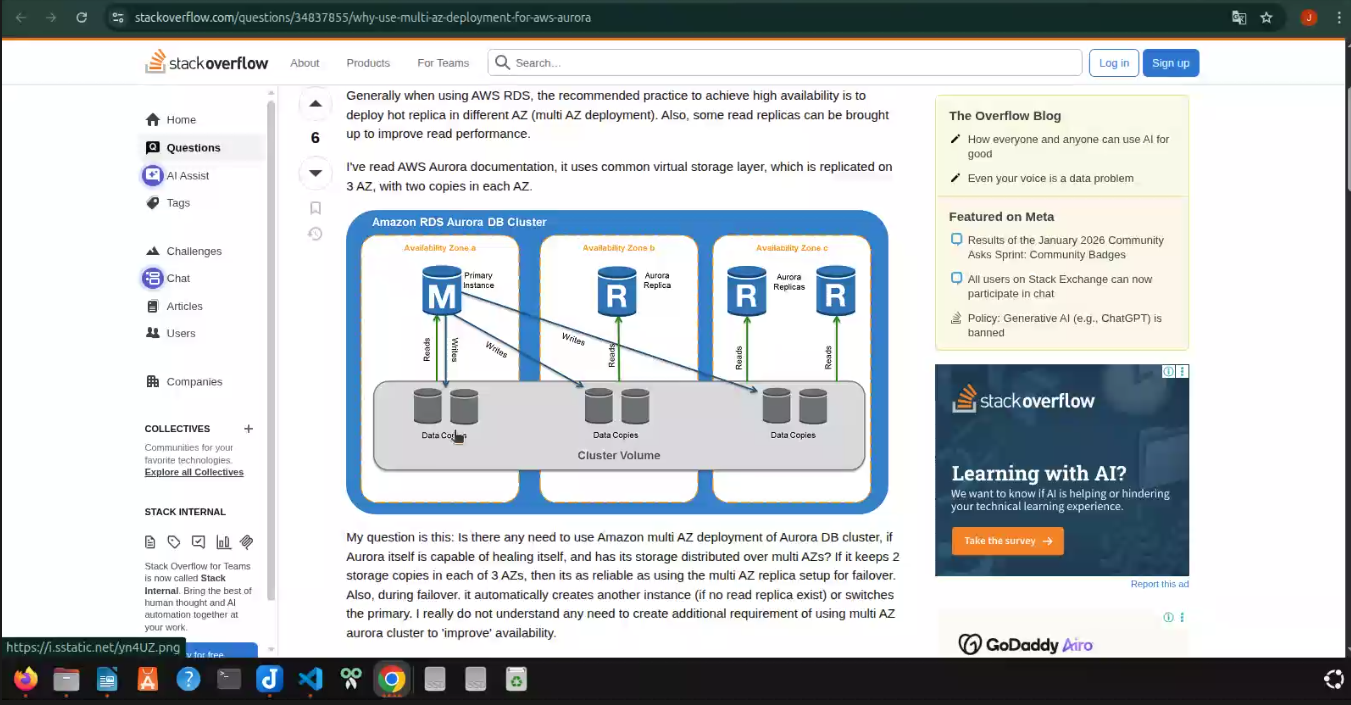 stackoverflow.com/questions/34837855/why-use-multi-az-deployment-for-aws-aurora
J
stackoverflow
About
Products
For Teams
Search…
Log in
Sign up
Home
Questions
AI Assist
Tags
Challenges
Chat
Articles
Users
Companies
COLLECTIVES
+
Communities for your
favorite technologies.
Explore all Collectives
STACK INTERNAL
Stack Overflow for Teams
is now called Stack
Internal. Bring the best of
human thought and AI
automation together at
your work.
for free
https://i.sstatic.net/yn4UZ.png
6
Generally when using AWS RDS, the recommended practice to achieve high availability is to
deploy hot replica in different AZ (multi AZ deployment). Also, some read replicas can be brought
up to improve read performance.
I've read AWS Aurora documentation, it uses common virtual storage layer, which is replicated on
3 AZ, with two copies in each AZ.
Amazon RDS Aurora DB Cluster
Availability Zone a
Availability Zone b
Availability Zone c
M
Primary
Instance
R
Aurora
Replica
R
Aurora
Replicas
R
Reads
Writes
Writes
Writes
Reads
Reads
Reads
Data Copies
Data Copies
Data Copies
Cluster Volume
My question is this: Is there any need to use Amazon multi AZ deployment of Aurora DB cluster, if
Aurora itself is capable of healing itself, and has its storage distributed over multi AZs? If it keeps 2
storage copies in each of 3 AZs, then its as reliable as using the multi AZ replica setup for failover.
Also, during failover. it automatically creates another instance (if no read replica exist) or switches
the primary. I really do not understand any need to create additional requirement of using multi AZ
aurora cluster to 'improve' availability.
The Overflow Blog
How everyone and anyone can use AI for
good
Even your voice is a data problem
Featured on Meta
Results of the January 2026 Community
Asks Sprint: Community Badges
All users on Stack Exchange can now
participate in chat
Policy: Generative AI (e.g., ChatGPT) is
banned
stackoverflow
Learning with AI?
We want to know if AI is helping or hindering
your technical learning experience.
Take the survey
Report this ad
GoDaddy Airo